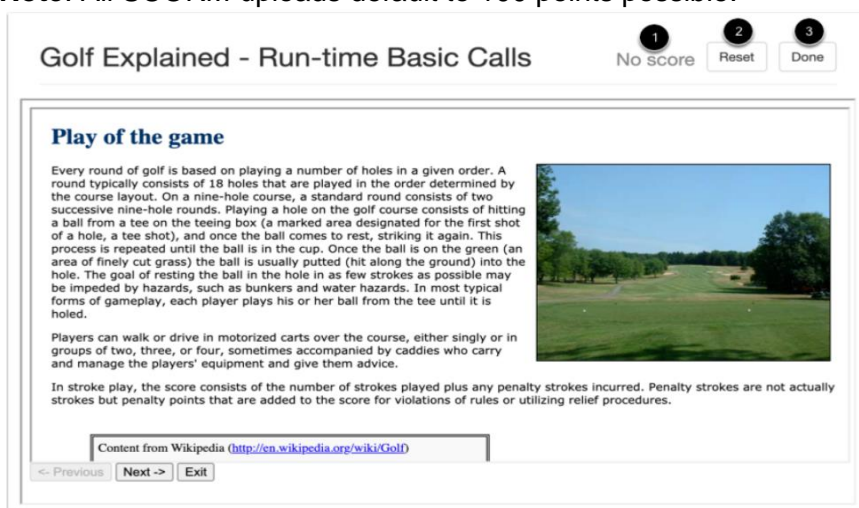 Note: All SCORM uploads default to 100 points possible.
1 2 3
Golf Explained - Run-time Basic Calls No score Reset Done
Play of the game
Every round of golf is based on playing a number of holes in a given order. A
round typically consists of 18 holes that are played in the order determined by
the course layout. On a nine-hole course, a standard round consists of two
successive nine-hole rounds. Playing a hole on the golf course consists of hitting
a ball from a tee on the teeing box (a marked area designated for the first shot
of a hole, a tee shot), and once the ball comes to rest, striking it again. This
process is repeated until the ball is in the cup. Once the ball is on the green (an
area of finely cut grass) the ball is usually putted (hit along the ground) into the
hole. The goal of resting the ball in the hole in as few strokes as possible may
be impeded by hazards, such as bunkers and water hazards. In most typical
forms of gameplay, each player plays his or her ball from the tee until it is
holed.
Players can walk or drive in motorized carts over the course, either singly or in
groups of two, three, or four, sometimes accompanied by caddies who carry
and manage the players' equipment and give them advice.
In stroke play, the score consists of the number of strokes played plus any penalty strokes incurred. Penalty strokes are not actually
strokes but penalty points that are added to the score for violations of rules or utilizing relief procedures.
Content from Wikipedia (http://en.wikipedia.org/wiki/Golf)
<- Previous Next -> Exit